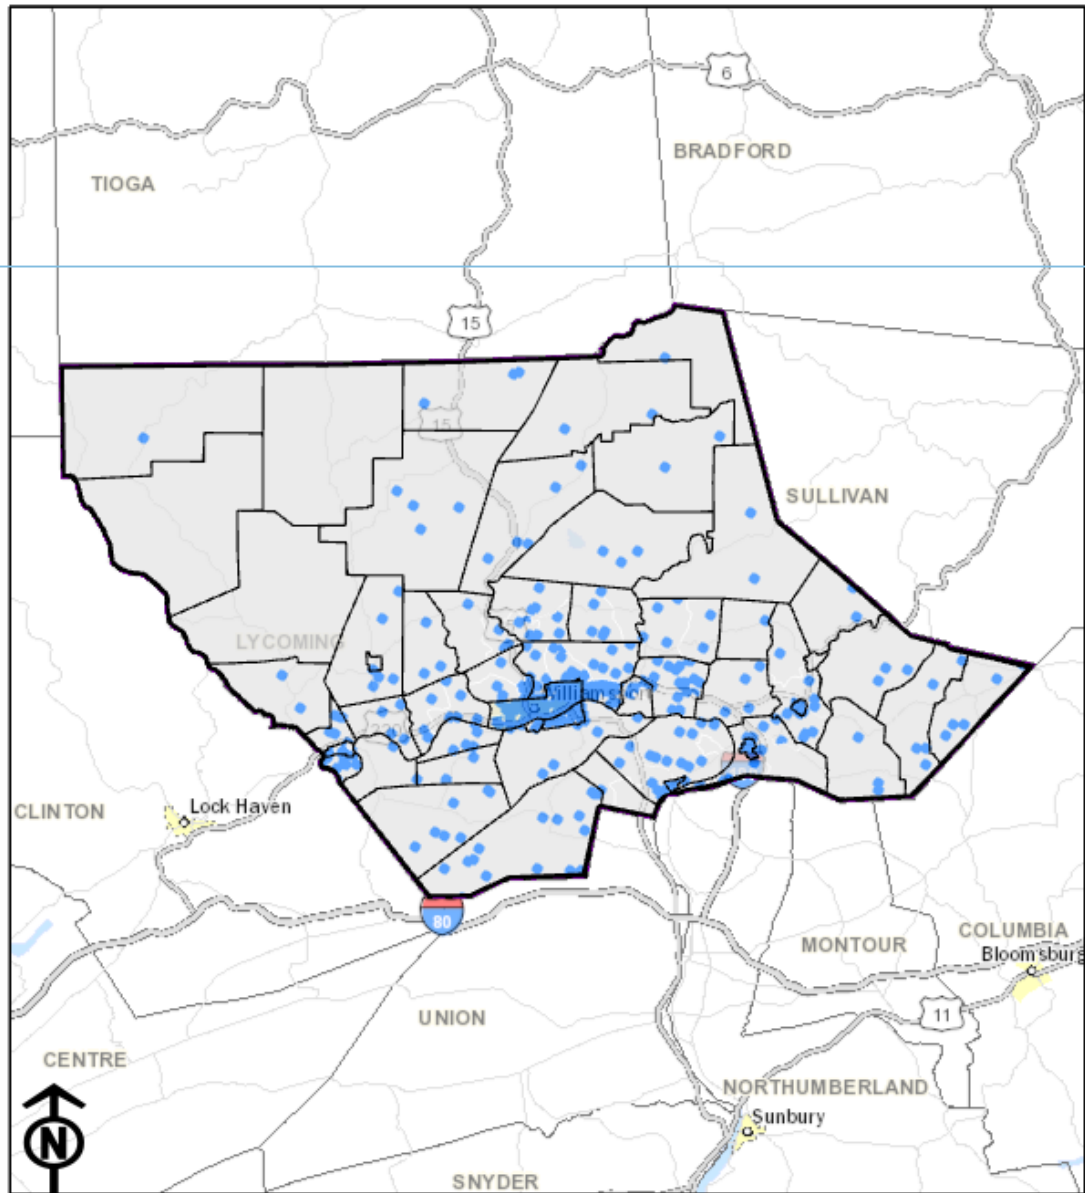 6
BRADFORD
TIOGA
15
15
SULLIVAN
LYCOMING
Williamsport
220
CLINTON
Lock Haven
80
COLUMBIA
MONTOUR
Bloomsburg
11
UNION
CENTRE
NORTHUMBERLAND
Sunbury
N
SNYDER